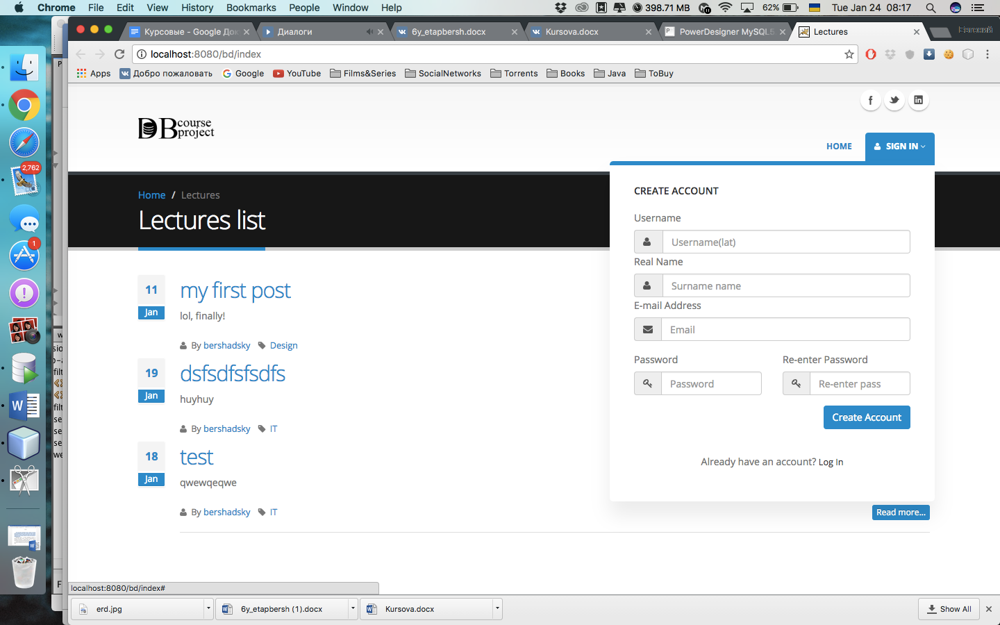 Chrome File Edit View History Bookmarks People Window Help 398.71 MB 62% Tue Jan 24 08:17
Курсовые - Google Док
Диалоги
6y_etapbersh.docx
Kursova.docx
PowerDesigner MySQL5
Lectures
Евгений
localhost:8080/bd/index
Apps Добро пожаловать Google YouTube Films&Series SocialNetworks Torrents Books Java ToBuy
2,762
1
DB course project
HOME SIGN IN
Home / Lectures
Lectures list
CREATE ACCOUNT
Username
Username(lat)
Real Name
Surname name
E-mail Address
Email
Password Re-enter Password
Password Re-enter pass
Create Account
Already have an account? Log In
11 Jan
my first post
lol, finally!
By bershadsky Design
19 Jan
dsfsdfsfsdfs
huyhuy
By bershadsky IT
18 Jan
test
qwewqeqwe
By bershadsky IT
Read more...
localhost:8080/bd/index#
erd.jpg 6y_etapbersh (1).docx Kursova.docx Show All